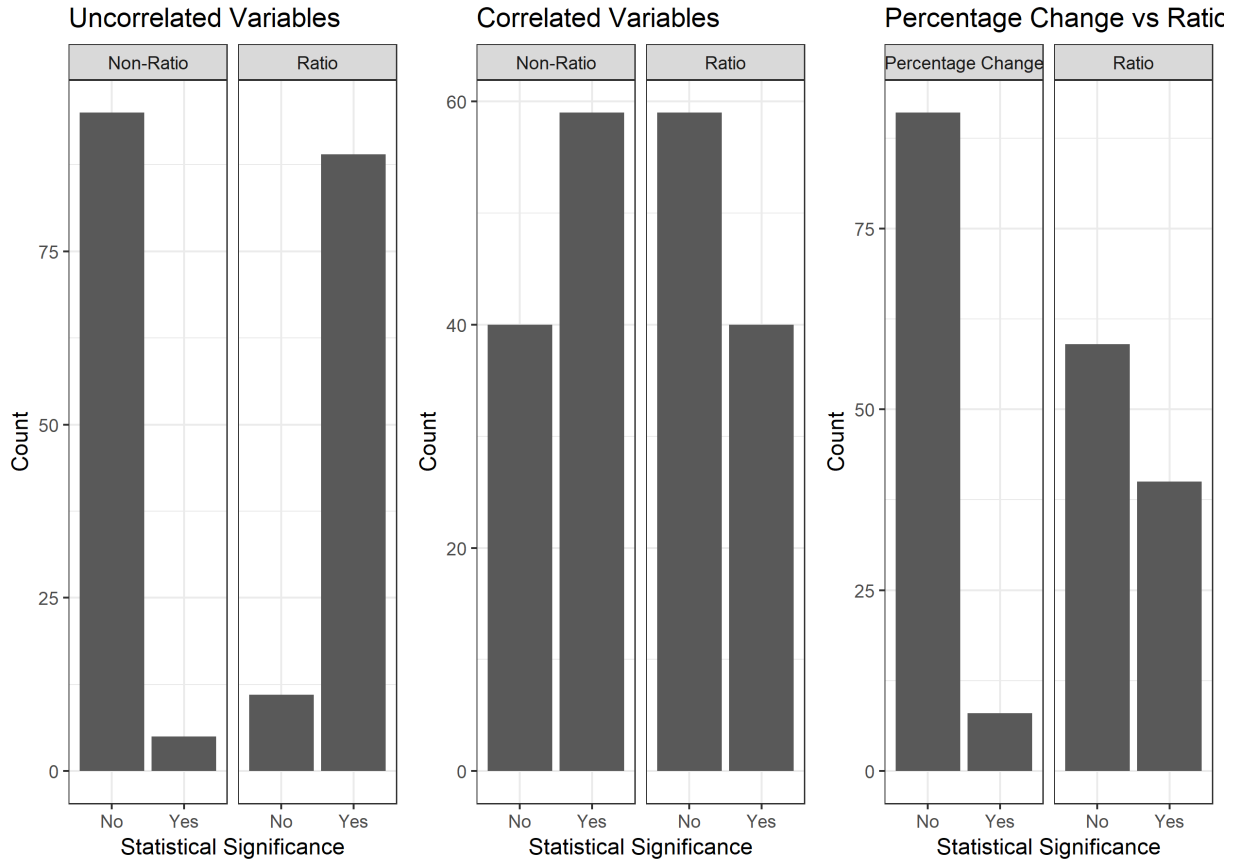 Uncorrelated Variables
Non-Ratio Ratio
75
50
25
0
Count
No Yes No Yes
Statistical Significance
Correlated Variables
Non-Ratio Ratio
60
40
20
0
Count
No Yes No Yes
Statistical Significance
Percentage Change vs Ratio
Percentage Change Ratio
75
50
25
0
Count
No Yes No Yes
Statistical Significance